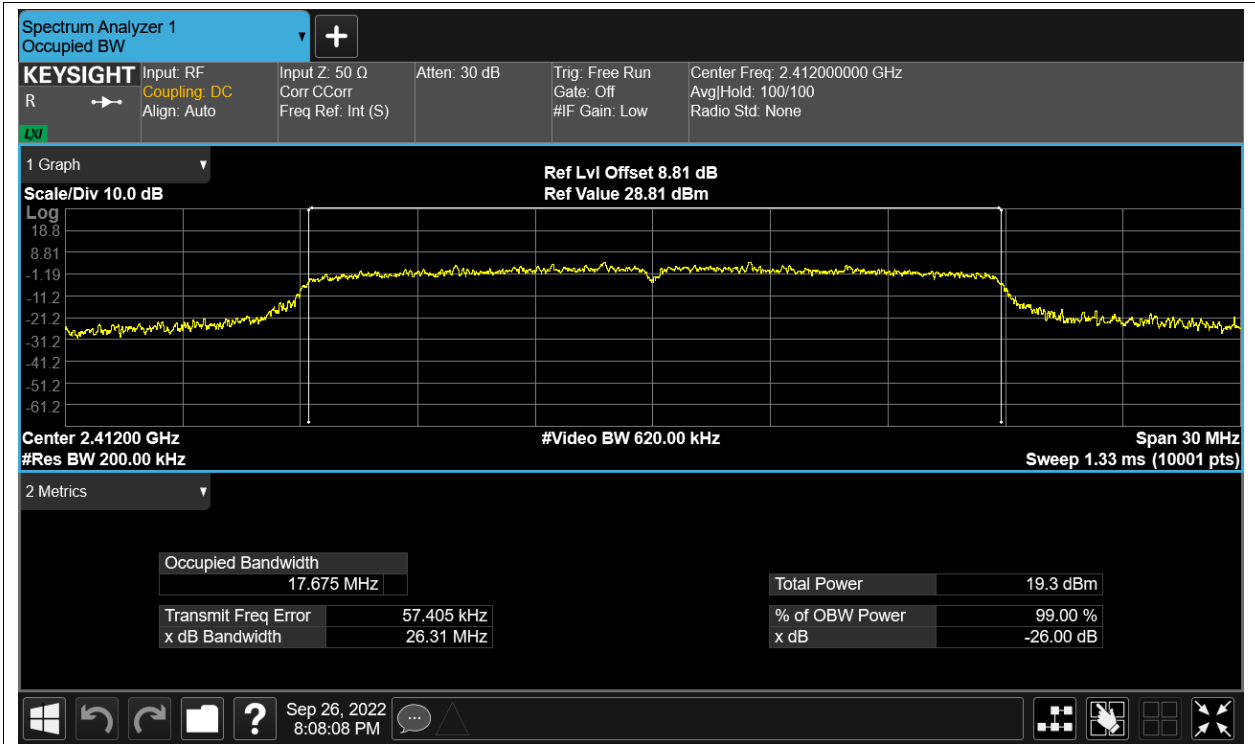 Spectrum Analyzer 1
Occupied BW
KEYSIGHT
R
LXI
Input: RF
Coupling: DC
Align: Auto
Input Z: 50 Ω
Corr CCorr
Freq Ref: Int (S)
Atten: 30 dB
Trig: Free Run
Gate: Off
#IF Gain: Low
Center Freq: 2.412000000 GHz
Avg|Hold: 100/100
Radio Std: None
1 Graph
Scale/Div 10.0 dB
Ref Lvl Offset 8.81 dB
Ref Value 28.81 dBm
Log
18.8
8.81
-1.19
-11.2
-21.2
-31.2
-41.2
-51.2
-61.2
Center 2.41200 GHz
#Res BW 200.00 kHz
#Video BW 620.00 kHz
Span 30 MHz
Sweep 1.33 ms (10001 pts)
2 Metrics
Occupied Bandwidth
17.675 MHz
Transmit Freq Error 57.405 kHz
x dB Bandwidth 26.31 MHz
Total Power 19.3 dBm
% of OBW Power 99.00 %
x dB -26.00 dB
Sep 26, 2022
8:08:08 PM